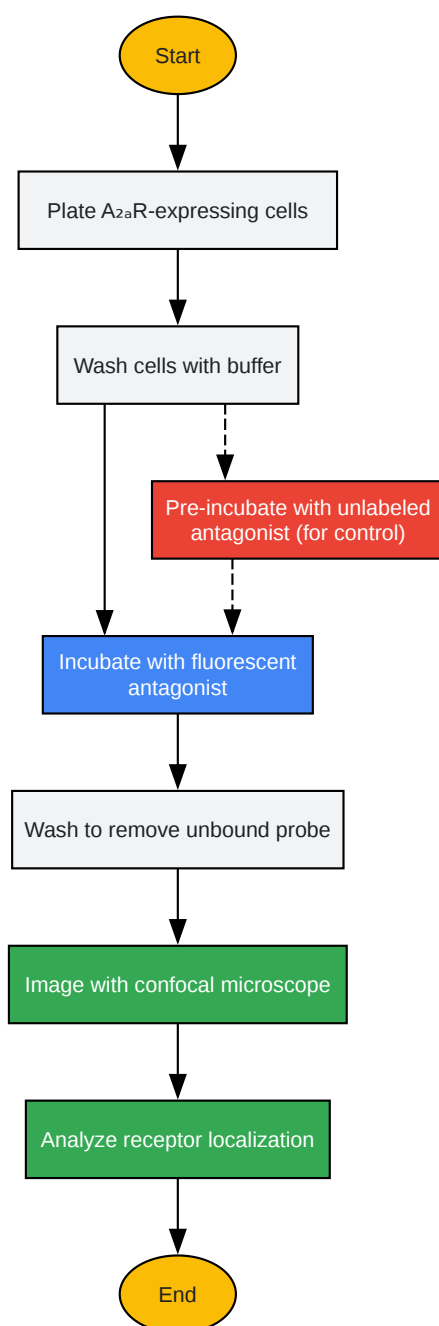 Start
Plate A₂ₐR-expressing cells
Wash cells with buffer
Pre-incubate with unlabeled
antagonist (for control)
Incubate with fluorescent
antagonist
Wash to remove unbound probe
Image with confocal microscope
Analyze receptor localization
End